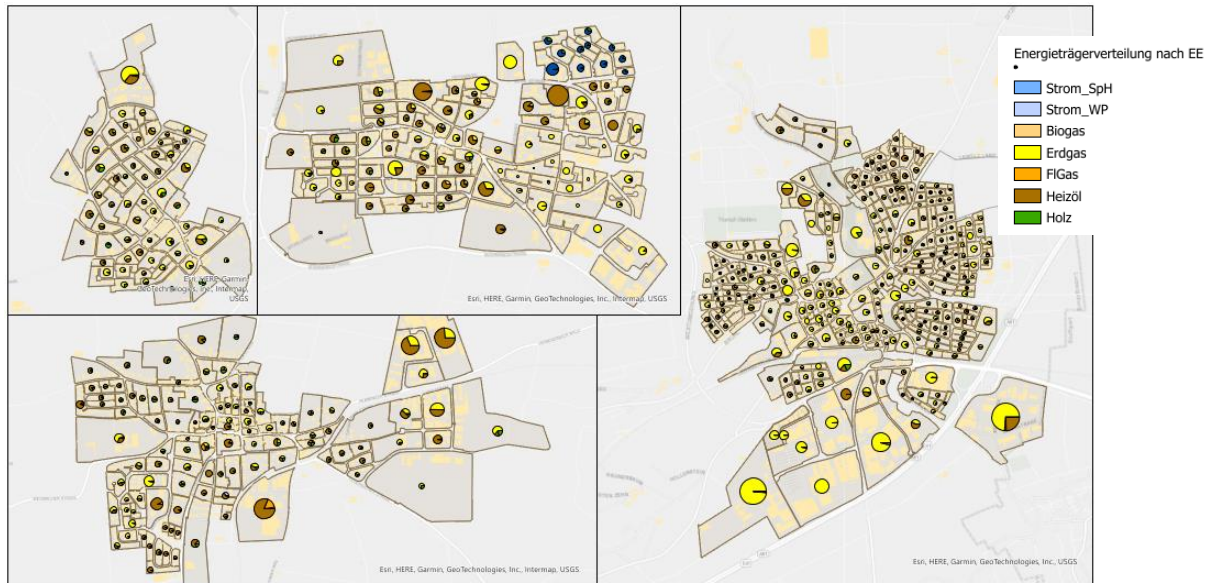 Energieträgerverteilung nach EE
Strom_SpH
Strom_WP
Biogas
Erdgas
FlGas
Heizöl
Holz
Esri, HERE, Garmin,
GeoTechnologies, Inc., Intermap,
USGS
Esri, HERE, Garmin, GeoTechnologies, Inc., Intermap, USGS
Esri, HERE, Garmin, GeoTechnologies, Inc., Intermap, USGS
Esri, HERE, Garmin, GeoTechnologies, Inc., Intermap, USGS